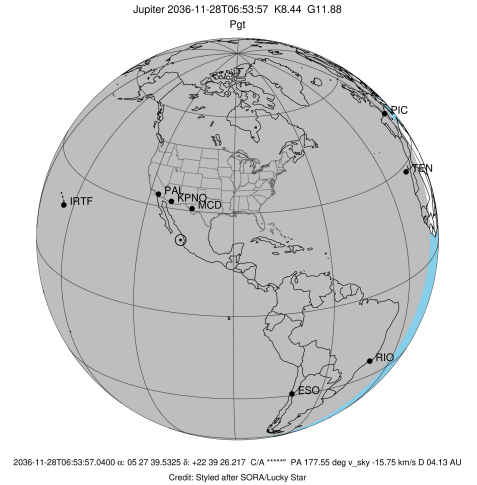 Jupiter 2036-11-28T06:53:57 K8.44 G11.88
Pgt
PIC
TEN
PAL
KPNO
MCD
IRTF
RIO
ESO
2036-11-28T06:53:57.0400 α: 05 27 39.5325 δ: +22 39 26.217 C/A *****" PA 177.55 deg v_sky -15.75 km/s D 04.13 AU
Credit: Styled after SORA/Lucky Star